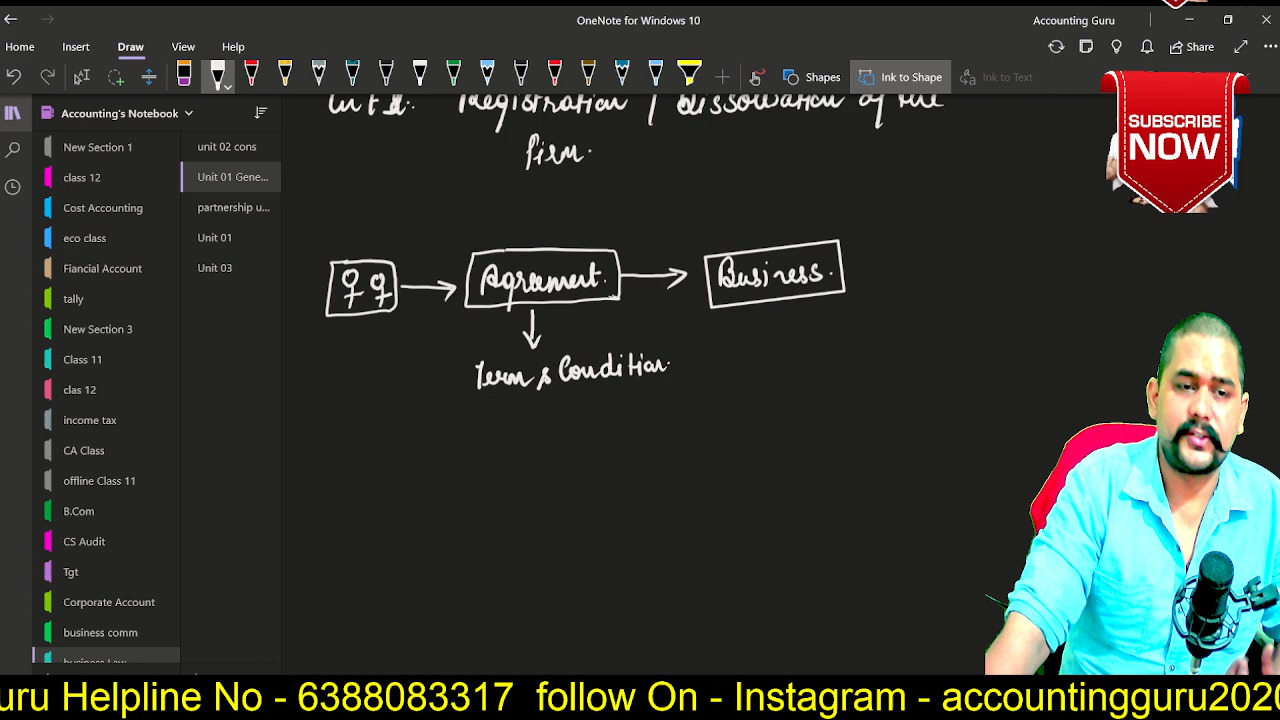 OneNote for Windows 10
Accounting Guru
Home Insert Draw View Help
Share
Shapes
Ink to Shape
Ink to Text
SUBSCRIBE
NOW
Accounting's Notebook
New Section 1
class 12
Cost Accounting
eco class
Fiancial Account
tally
New Section 3
Class 11
clas 12
income tax
CA Class
offline Class 11
B.Com
CS Audit
Tgt
Corporate Account
business comm
business Law
unit 02 cons
Unit 01 Gene...
partnership u...
Unit 01
Unit 03
Registration / of the
firm.
Agreement. Business.
Term & Condition.
uru Helpline No - 6388083317 follow On - Instagram - accountingguru2020